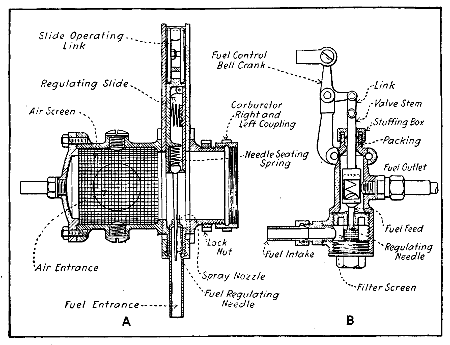 Slide Operating
Link
Regulating Slide
Air Screen
Carburetor
Right and
Left Coupling
Needle Seating
Spring
Lock
Nut
Air Entrance
Spray Nozzle
Fuel Entrance
Fuel Regulating
Needle
A
Fuel Control
Bell Crank
Link
Valve Stem
Stuffing Box
Packing
Fuel Outlet
Fuel Feed
Regulating
Needle
Fuel Intake
Filter Screen
B